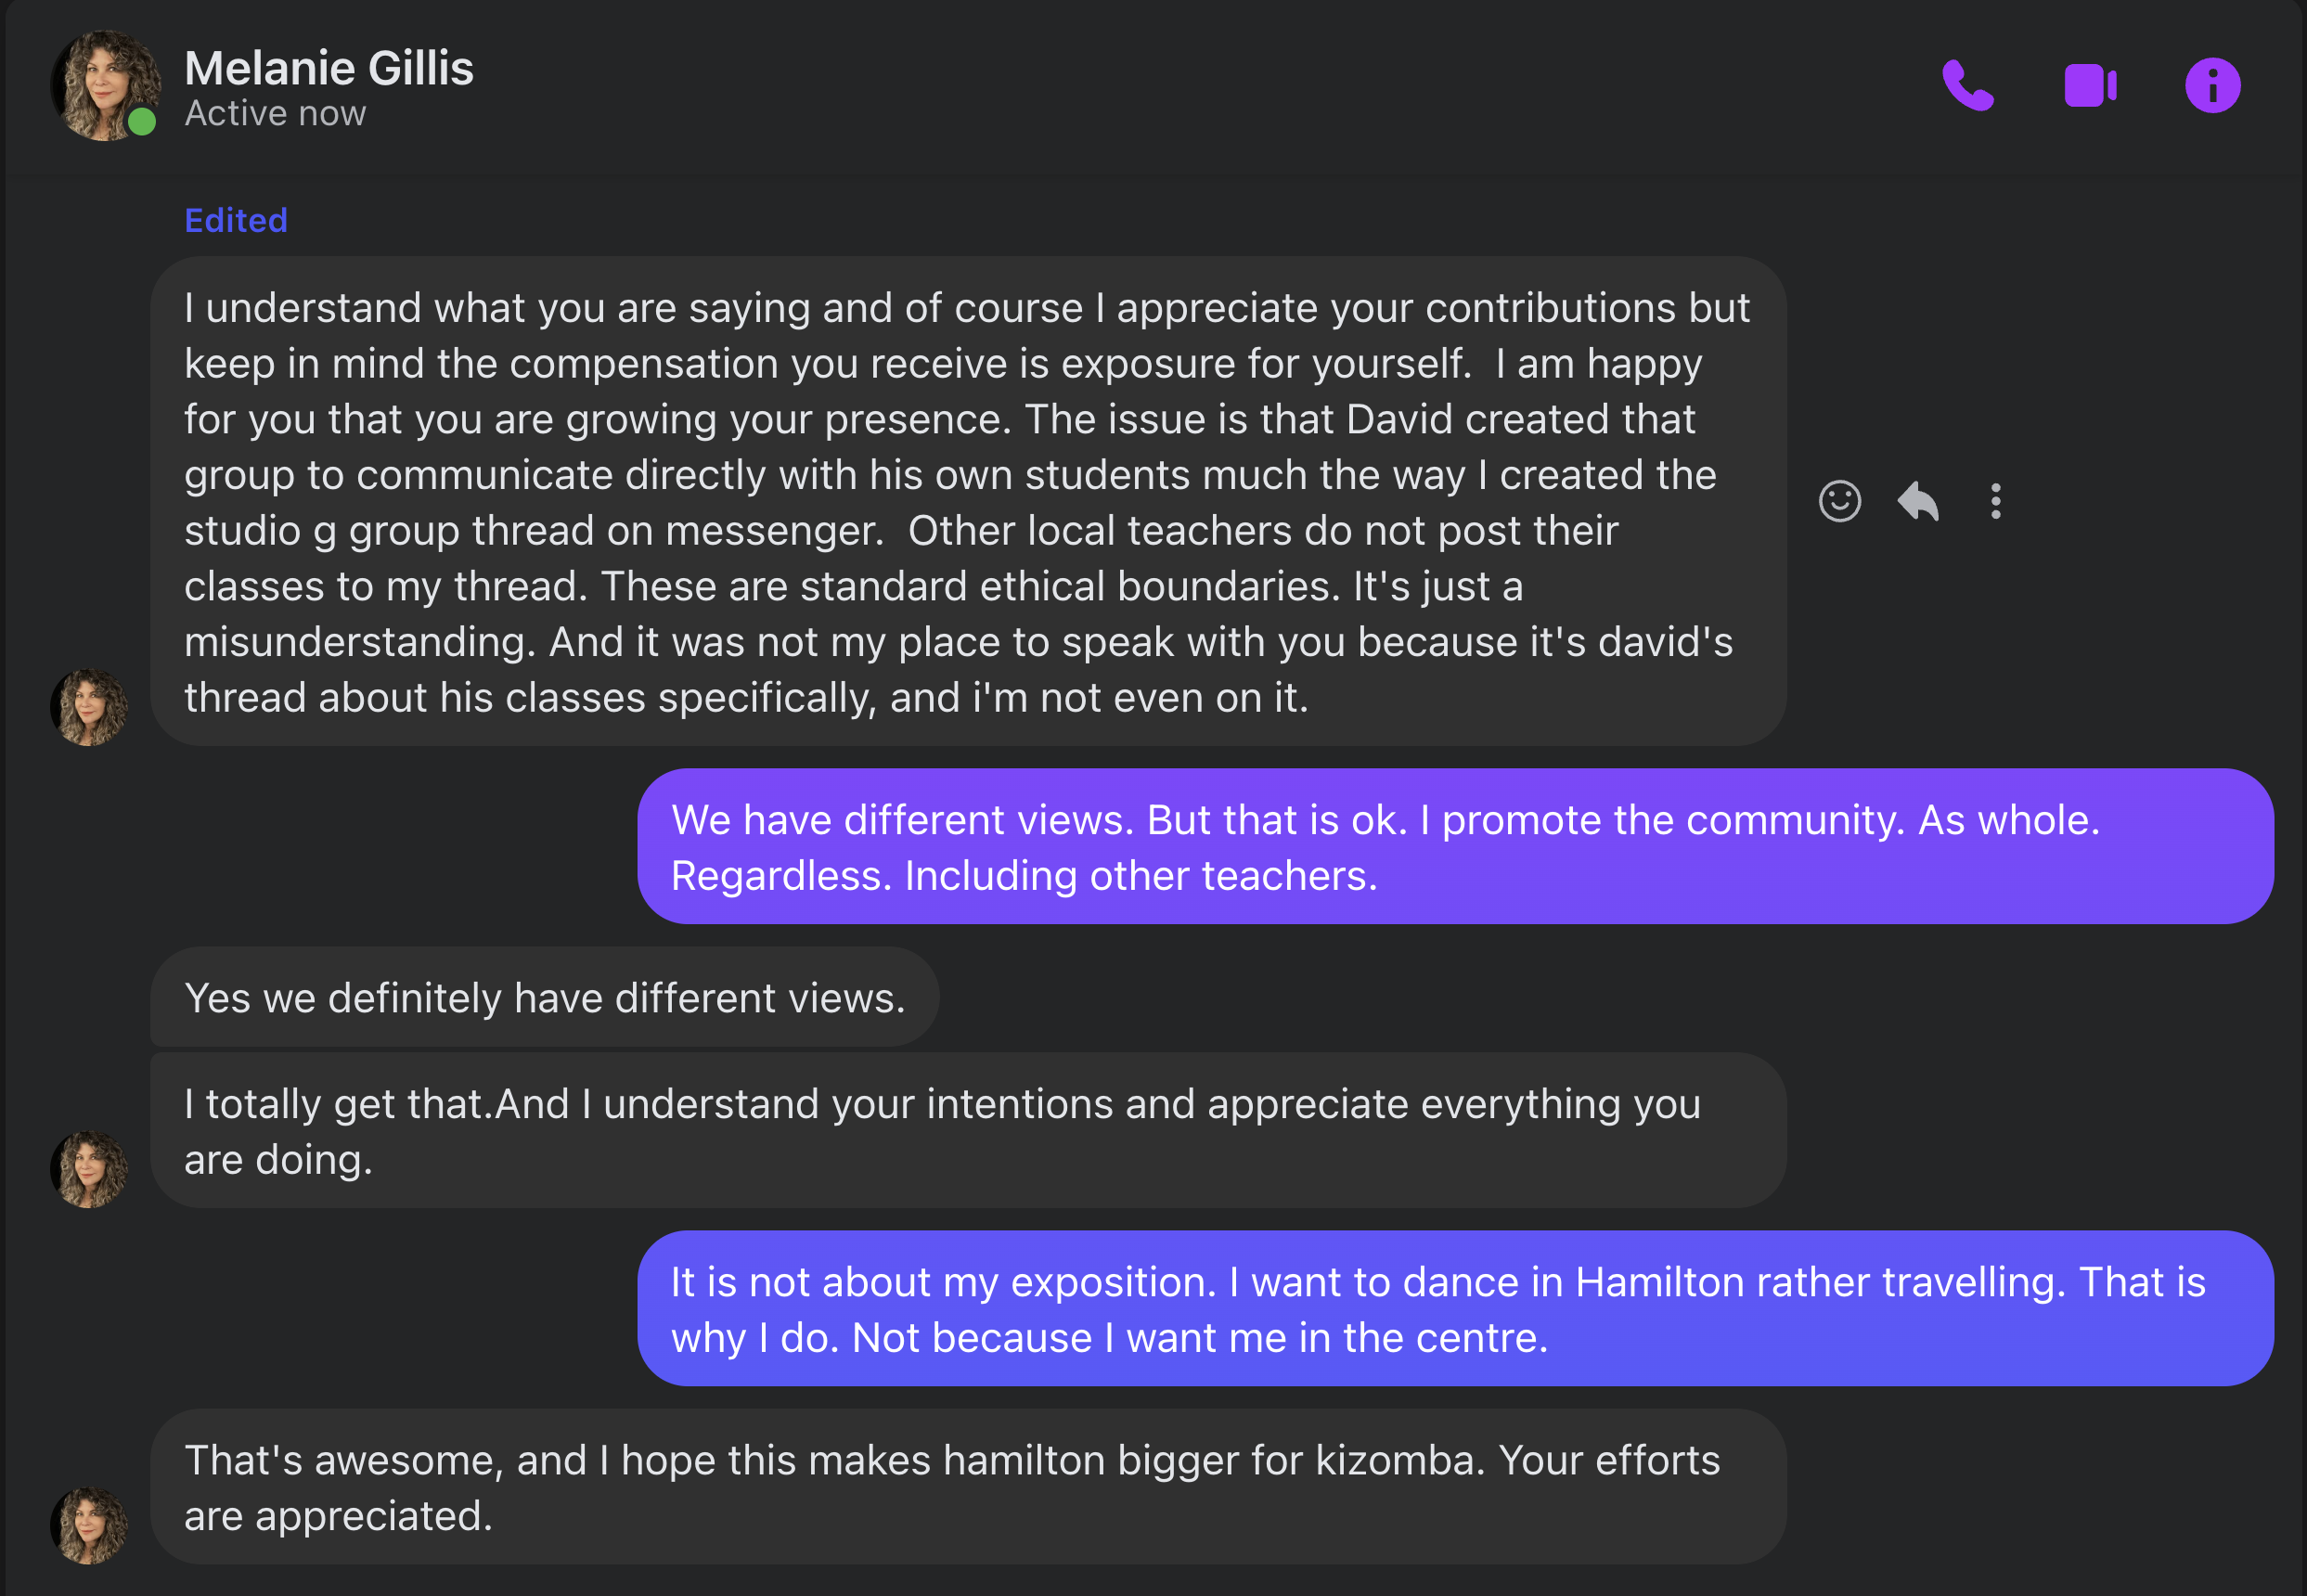 Melanie Gillis
Active now
Edited
I understand what you are saying and of course I appreciate your contributions but
keep in mind the compensation you receive is exposure for yourself.  I am happy
for you that you are growing your presence. The issue is that David created that
group to communicate directly with his own students much the way I created the
studio g group thread on messenger.  Other local teachers do not post their
classes to my thread. These are standard ethical boundaries. It's just a
misunderstanding. And it was not my place to speak with you because it's david's
thread about his classes specifically, and i'm not even on it.
We have different views. But that is ok. I promote the community. As whole.
Regardless. Including other teachers.
Yes we definitely have different views.
I totally get that.And I understand your intentions and appreciate everything you
are doing.
It is not about my exposition. I want to dance in Hamilton rather travelling. That is
why I do. Not because I want me in the centre.
That's awesome, and I hope this makes hamilton bigger for kizomba. Your efforts
are appreciated.